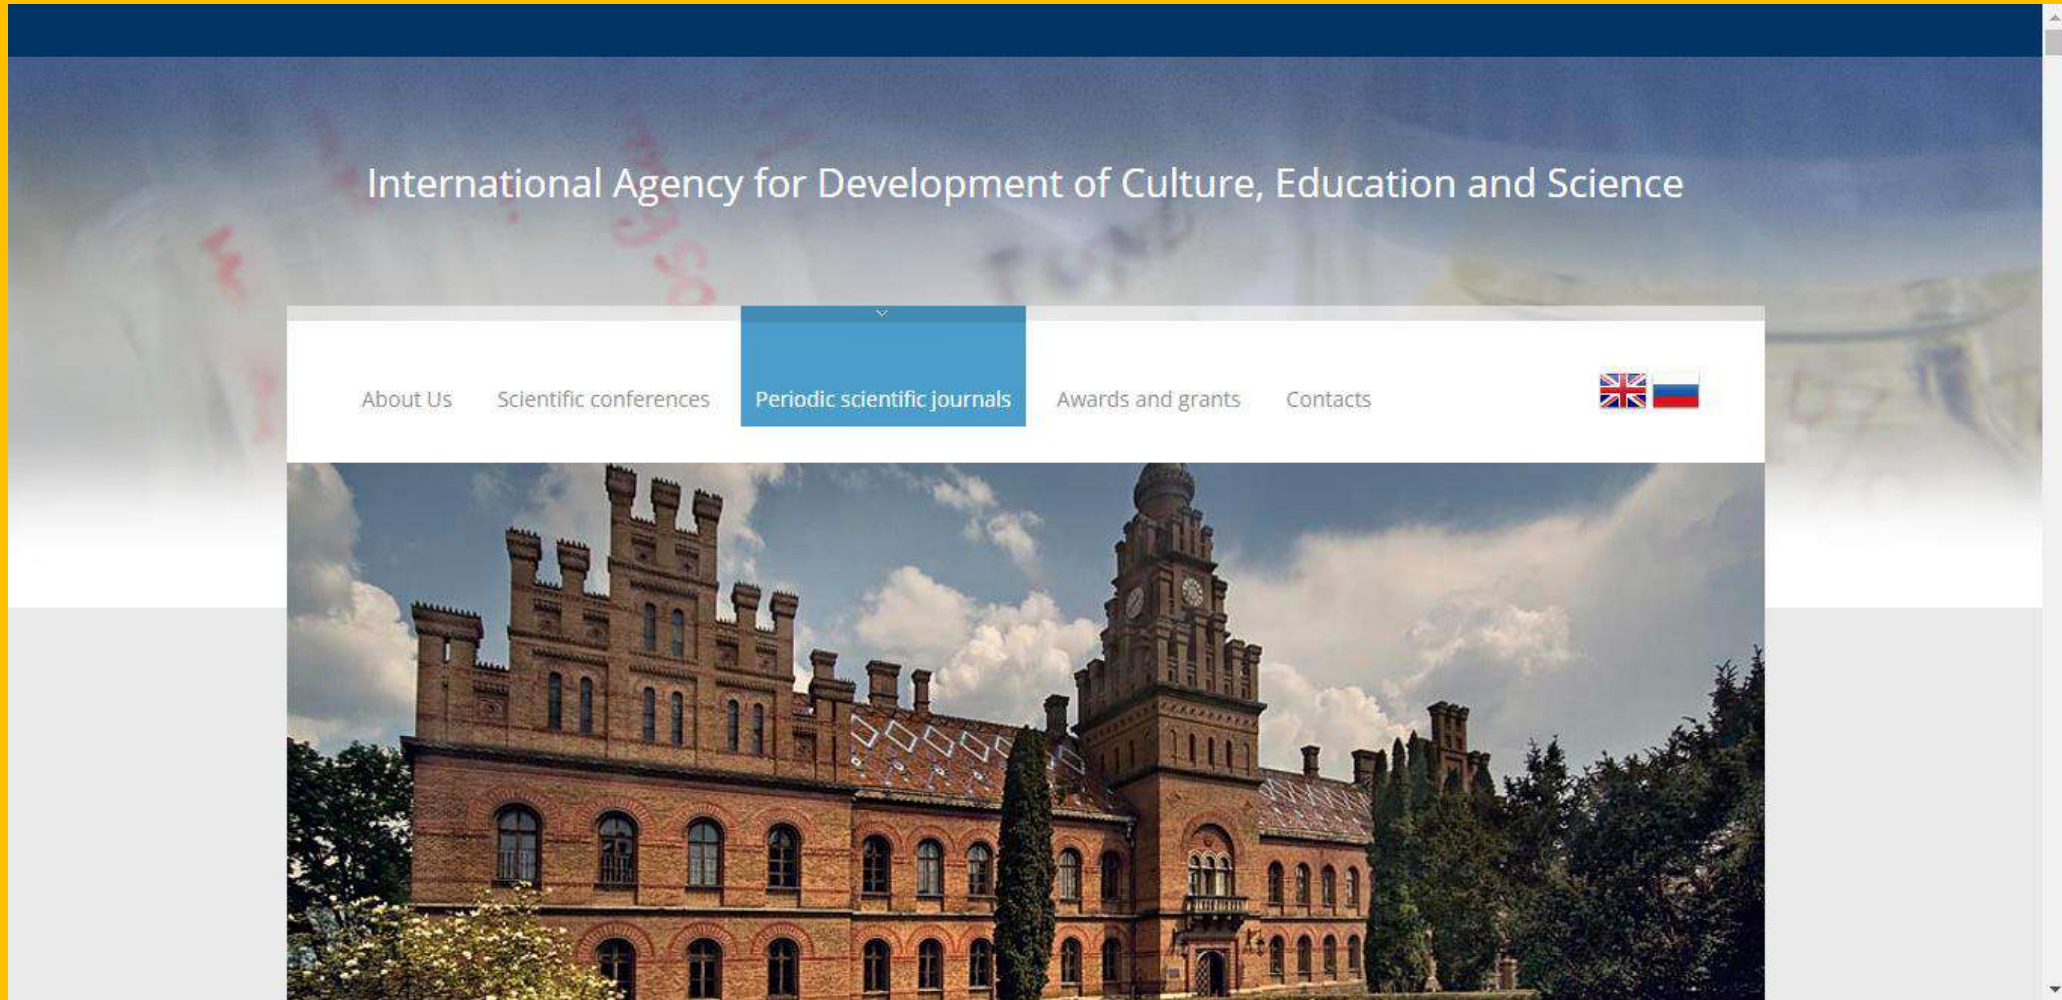 International Agency for Development of Culture, Education and Science
About Us Scientific conferences Periodic scientific journals Awards and grants Contacts